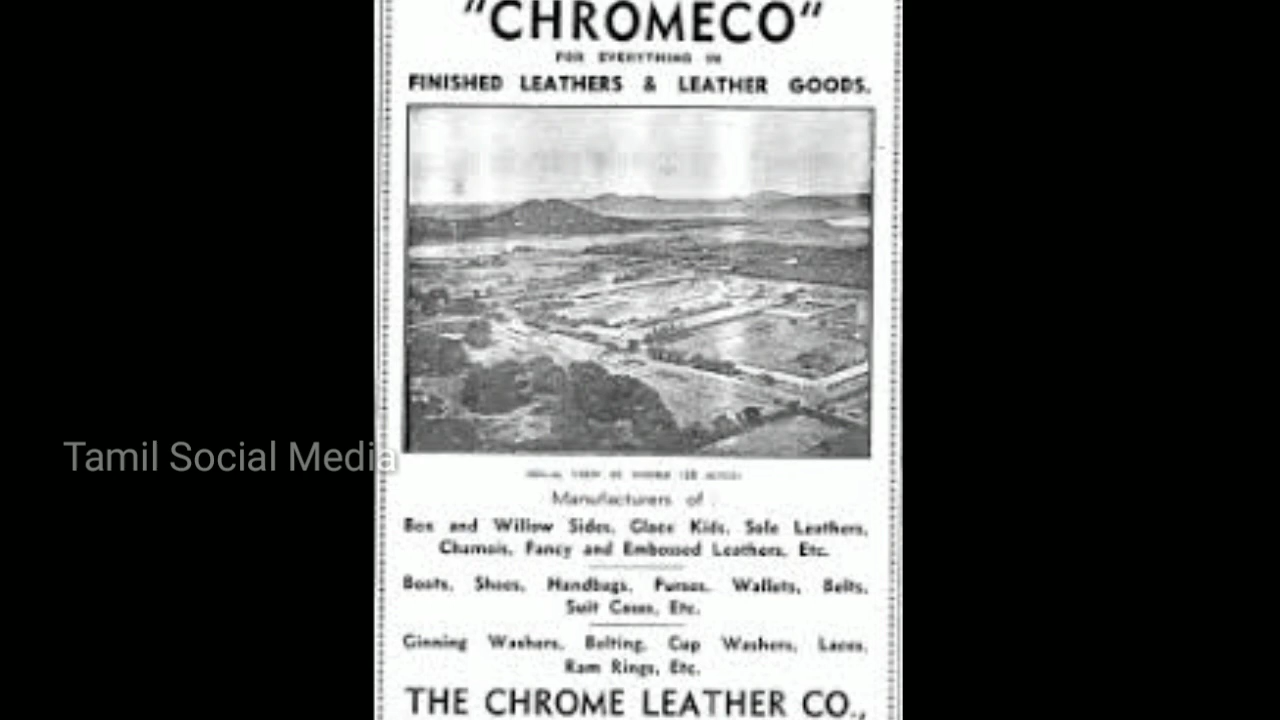 "CHROMECO"
FOR EVERYTHING IN
FINISHED LEATHERS & LEATHER GOODS.
Tamil Social Media
Manufacturers of :
Box and Willow Sides, Glace Kids, Sole Leathers,
Chamois, Fancy and Embossed Leathers, Etc.
Boots, Shoes, Handbags, Purses, Wallets, Belts,
Suit Cases, Etc.
Ginning Washers, Belting, Cup Washers, Laces,
Ram Rings, Etc.
THE CHROME LEATHER CO.,